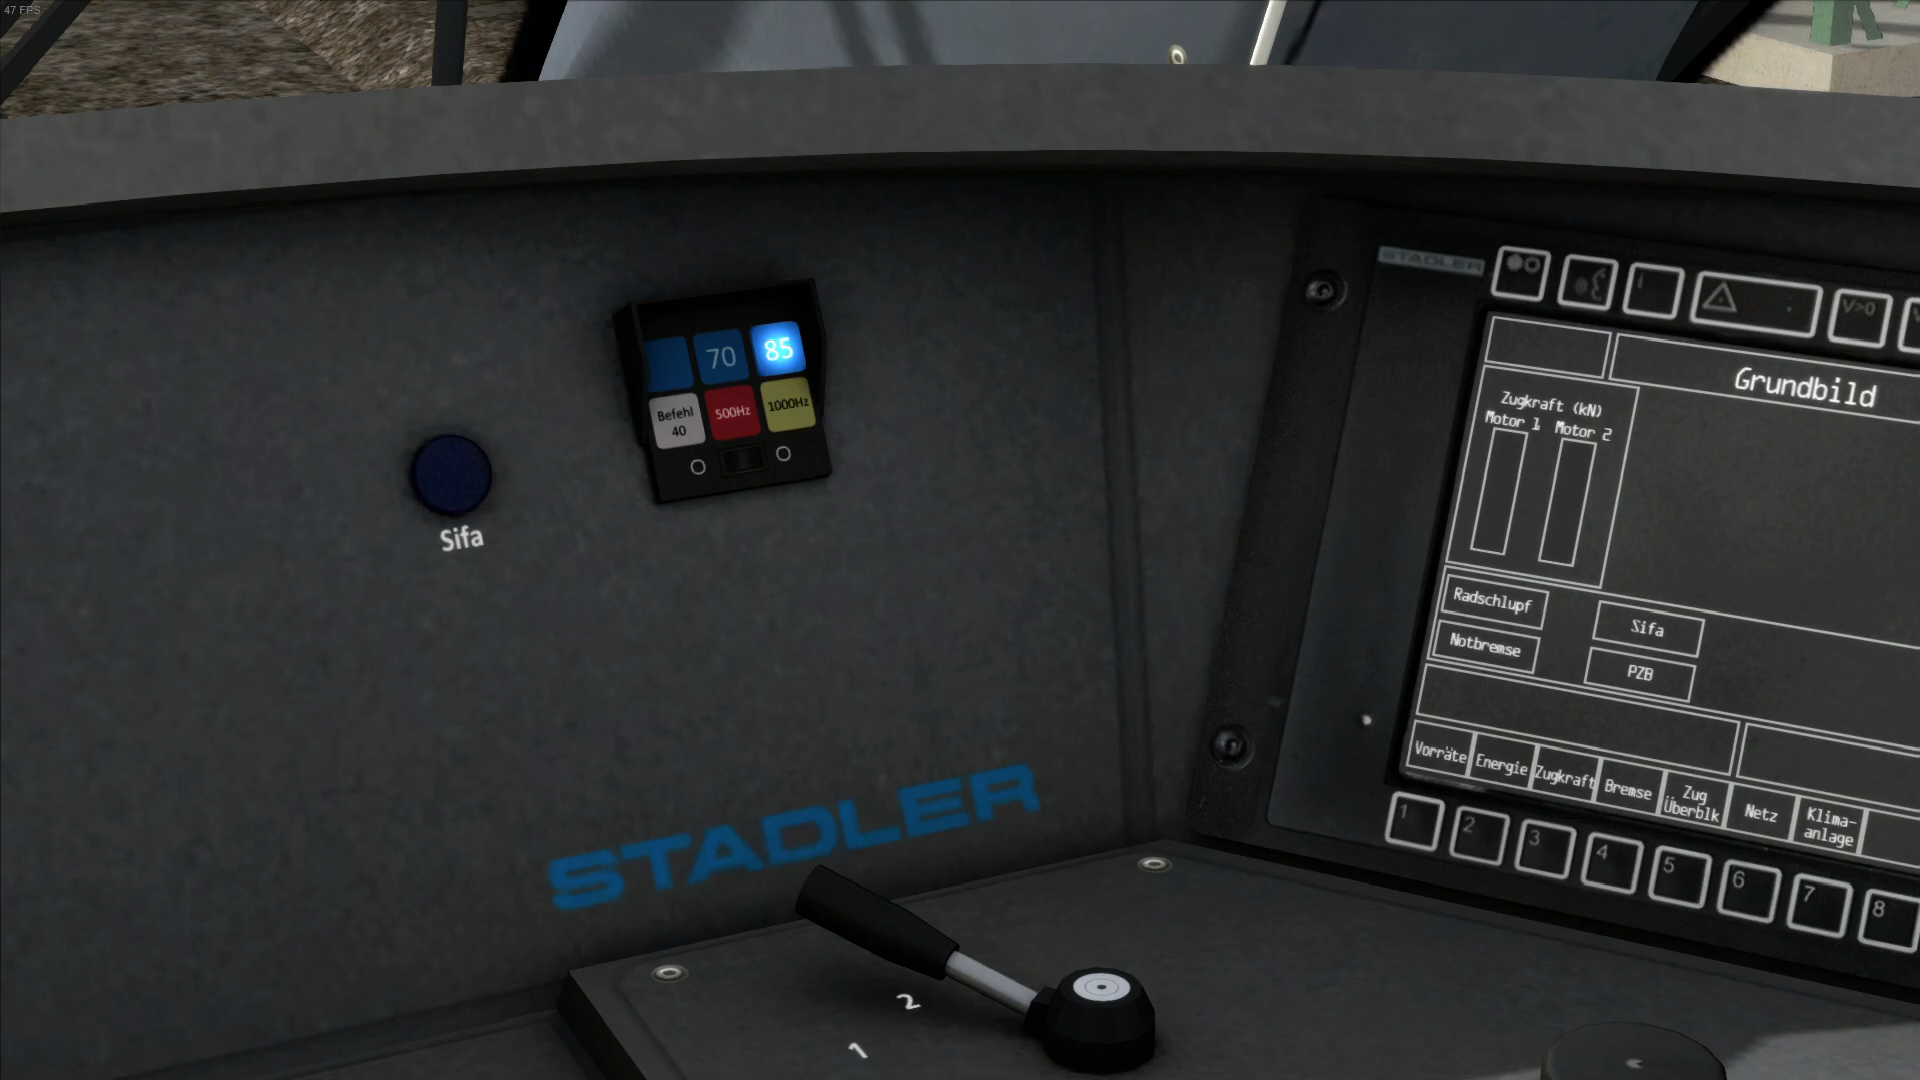 47 FPS
70
85
Befehl
40
500Hz
1000Hz
Sifa
STADLER
2
1
STADLER
V>0
Grundbild
Zugkraft (kN)
Motor 1 Motor 2
Radschlupf
Sifa
Notbremse
PZB
Vorräte
Energie
Zugkraft
Bremse
Zug
Überblk
Netz
Klima-
anlage
1
2
3
4
5
6
7
8